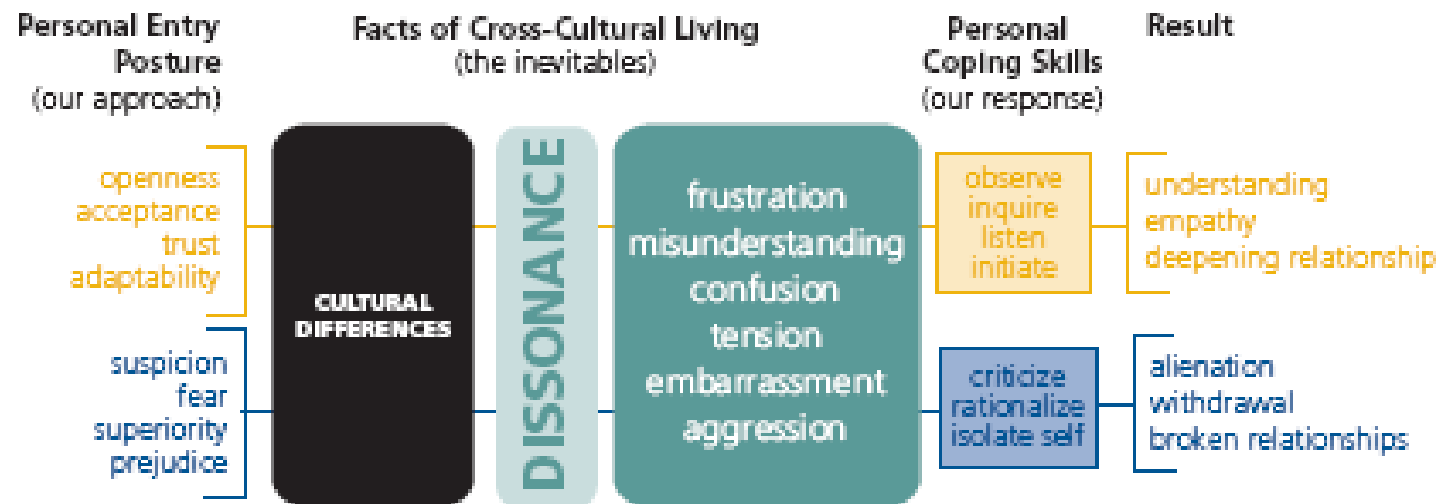 Personal Entry
Posture
(our approach)
Facts of Cross-Cultural Living
(the inevitables)
Personal
Coping Skills
(our response)
Result
openness
acceptance
trust
adaptability
suspicion
fear
superiority
prejudice
CULTURAL
DIFFERENCES
DISSONANCE
frustration
misunderstanding
confusion
tension
embarrassment
aggression
observe
inquire
listen
initiate
criticize
rationalize
isolate self
understanding
empathy
deepening relationship
alienation
withdrawal
broken relationships